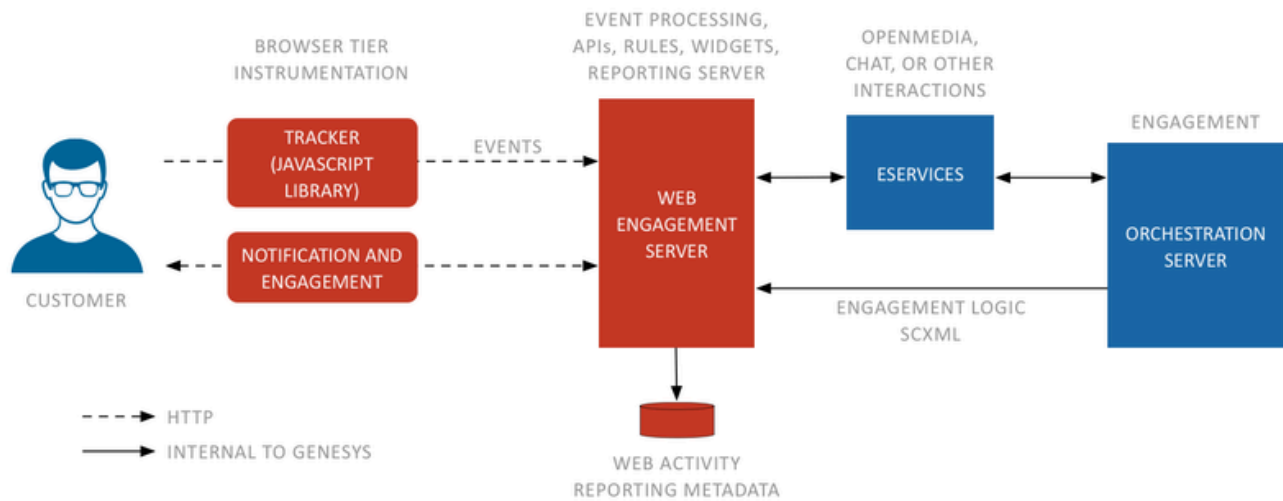 BROWSER TIER
INSTRUMENTATION
EVENT PROCESSING,
APIs, RULES, WIDGETS,
REPORTING SERVER
OPENMEDIA,
CHAT, OR OTHER
INTERACTIONS
ENGAGEMENT
TRACKER
(JAVASCRIPT
LIBRARY)
EVENTS
NOTIFICATION AND
ENGAGEMENT
CUSTOMER
WEB
ENGAGEMENT
SERVER
ESERVICES
ORCHESTRATION
SERVER
ENGAGEMENT LOGIC
SCXML
HTTP
INTERNAL TO GENESYS
WEB ACTIVITY
REPORTING METADATA